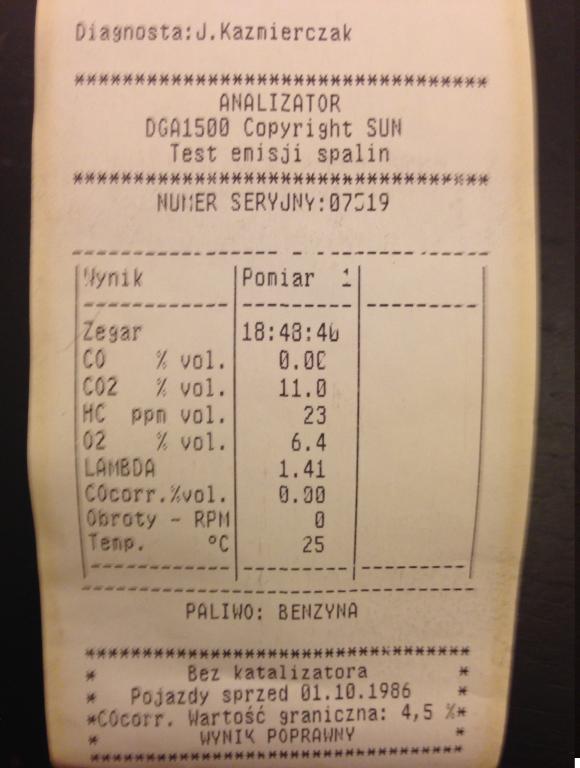 Diagnosta:J.Kazmierczak
****************************************
ANALIZATOR
DGA1500 Copyright SUN
Test emisji spalin
****************************************
NUMER SERYJNY:07519
Wynik Pomiar 1
Zegar 18:48:40
CO % vol. 0.00
CO2 % vol. 11.0
HC ppm vol. 23
O2 % vol. 6.4
LAMBDA 1.41
COcorr.%vol. 0.00
Obroty - RPM 0
Temp. °C 25
PALIWO: BENZYNA
****************************************
* Bez katalizatora *
* Pojazdy sprzed 01.10.1986 *
*COcorr. Wartość graniczna: 4,5 %*
* WYNIK POPRAWNY *
****************************************